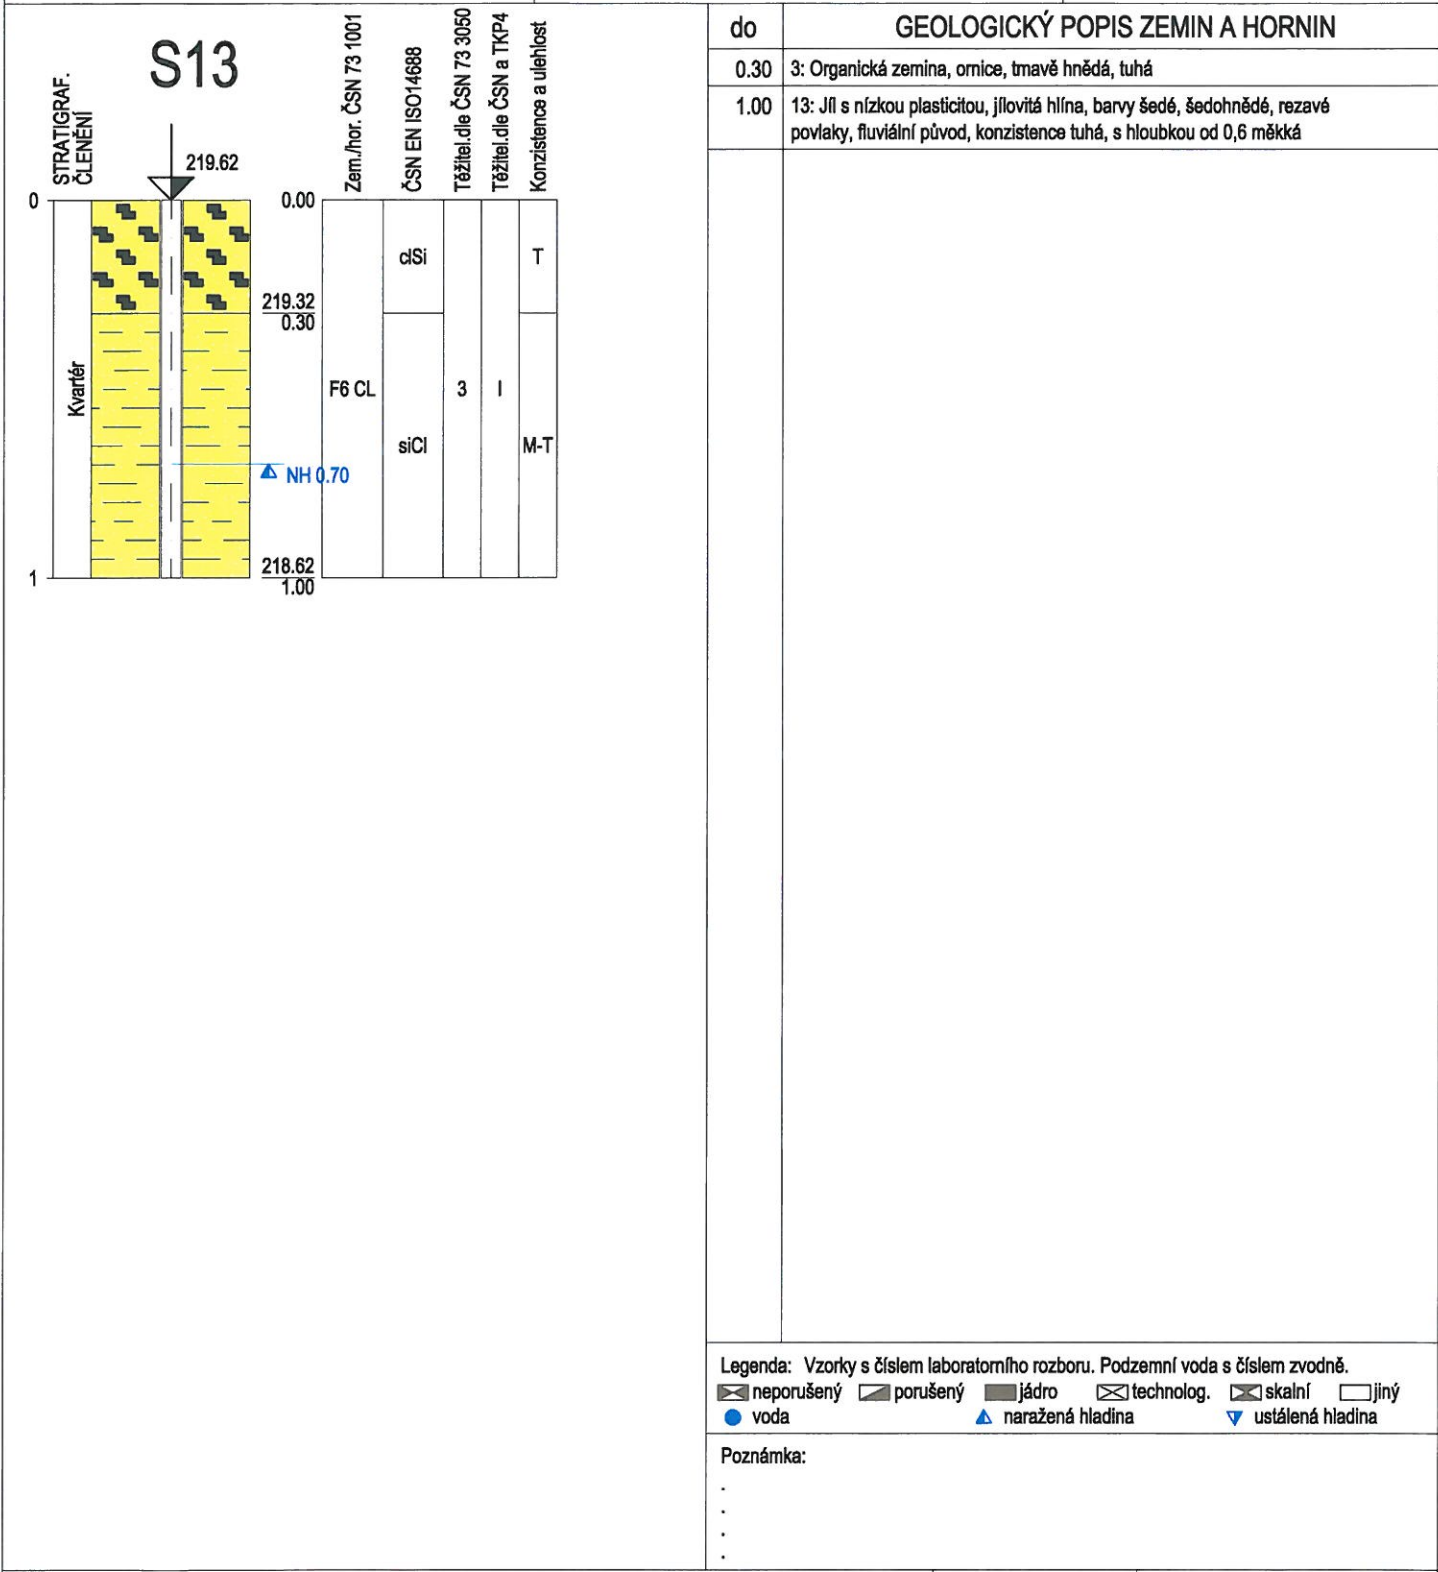 S13
STRATIGRAF.
ČLENĚNÍ
219.62
Zem./hor. ČSN 73 1001
ČSN EN ISO14688
Těžitel.dle ČSN 73 3050
Těžitel.dle ČSN a TKP4
Konzistence a ulehlost
0
0.00
clSi
T
219.32
0.30
Kvartér
F6 CL
3
I
siCl
M-T
NH 0.70
218.62
1
1.00
do
GEOLOGICKÝ POPIS ZEMIN A HORNIN
0.30
3: Organická zemina, ornice, tmavě hnědá, tuhá
1.00
13: Jíl s nízkou plasticitou, jílovitá hlína, barvy šedé, šedohnědé, rezavé
povlaky, fluviální původ, konzistence tuhá, s hloubkou od 0,6 měkká
Legenda: Vzorky s číslem laboratorního rozboru. Podzemní voda s číslem zvodně.
neporušený porušený jádro technolog. skalní jiný
voda naražená hladina ustálená hladina
Poznámka:
.
.
.
.